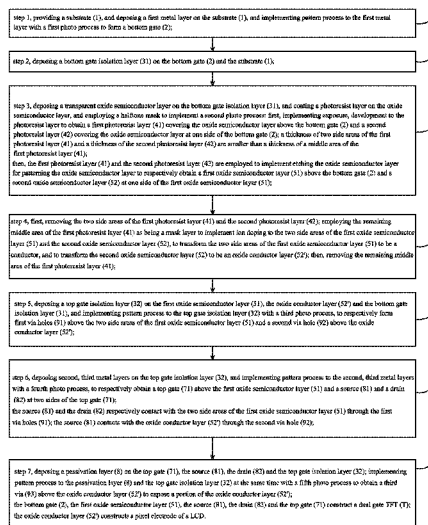 step 1, providing a substrate (1), and deposing a first metal layer on the substrate (1), and implementing pattern process to the first metal
layer with a first photo process to form a bottom gate (2);
step 2, deposing a bottom gate isolation layer (31) on the bottom gate (2) and the substrate (1);
step 3, deposing a transparent oxide semiconductor layer on the bottom gate isolation layer (31), and coating a photoresist layer on the oxide
semiconductor layer, and employing a halftone mask to implement a second photo process: first, implementing exposure, development to the
photoresist layer to obtain a first photoresist layer (41) covering the oxide semiconductor layer above the bottom gate (2) and a second
photoresist layer (42) covering the oxide semiconductor layer at one side of the bottom gate (2); a thickness of two side areas of the first
photoresist layer (41) and a thickness of the second photoresist layer (42) are smaller than a thickness of a middle area of the
first photoresist layer (41);
then, the first photoresist layer (41) and the second photoresist layer (42) are employed to implement etching the oxide semiconductor layer
for patterning the oxide semiconductor layer to respectively obtain a first oxide semiconductor layer (51) above the bottom gate (2) and a
second oxide semiconductor layer (52) at one side of the first oxide semiconductor layer (51);
step 4, first, removing the two side areas of the first photoresist layer (41) and the second photoresist layer (42); employing the remaining
middle area of the first photoresist layer (41) as being a mask layer to implement ion doping to the two side areas of the first oxide semiconductor
layer (51) and the second oxide semiconductor layer (52), to transform the two side areas of the first oxide semiconductor layer (51) to be a
conductor, and to transform the second oxide semiconductor layer (52) to be an oxide conductor layer (52'); then, removing the remaining middle
area of the first photoresist layer (41);
step 5, deposing a top gate isolation layer (32) on the first oxide semiconductor layer (51), the oxide conductor layer (52') and the bottom gate
isolation layer (31), and implementing pattern process to the top gate isolation layer (32) with a third photo process, to respectively form
first via holes (91) above the two side areas of the first oxide semiconductor layer (51) and a second via hole (92) above the oxide
conductor layer (52');
step 6, deposing second, third metal layers on the top gate isolation layer (32), and implement pattern process to the second, third metal layers
with a fourth photo process, to respectively obtain a top gate (71) above the first oxide semiconductor layer (51) and a source (81) and a drain
(82) at two sides of the top gate (71);
the source (81) and the drain (82) respectively contact with the two side areas of the first oxide semiconductor layer (51) through the first
via holes (91); the source (81) contacts with the oxide conductor layer (52') through the second via hole (92);
step 7, deposing a passivation layer (8) on the top gate (71), the source (81), the drain (82) and the top gate isolation layer (32); implementing
pattern process to the passivation layer (8) and the top gate isolation layer (32) at the same time with a fifth photo process to obtain a third
via (93) above the oxide conductor layer (52') to expose a portion of the oxide conductor layer (52');
the bottom gate (2), the first oxide semiconductor layer (51), the source (81), the drain (82) and the top gate (71) construct a dual gate TFT (T);
the oxide conductor layer (52') constructs a pixel electrode of a LCD.